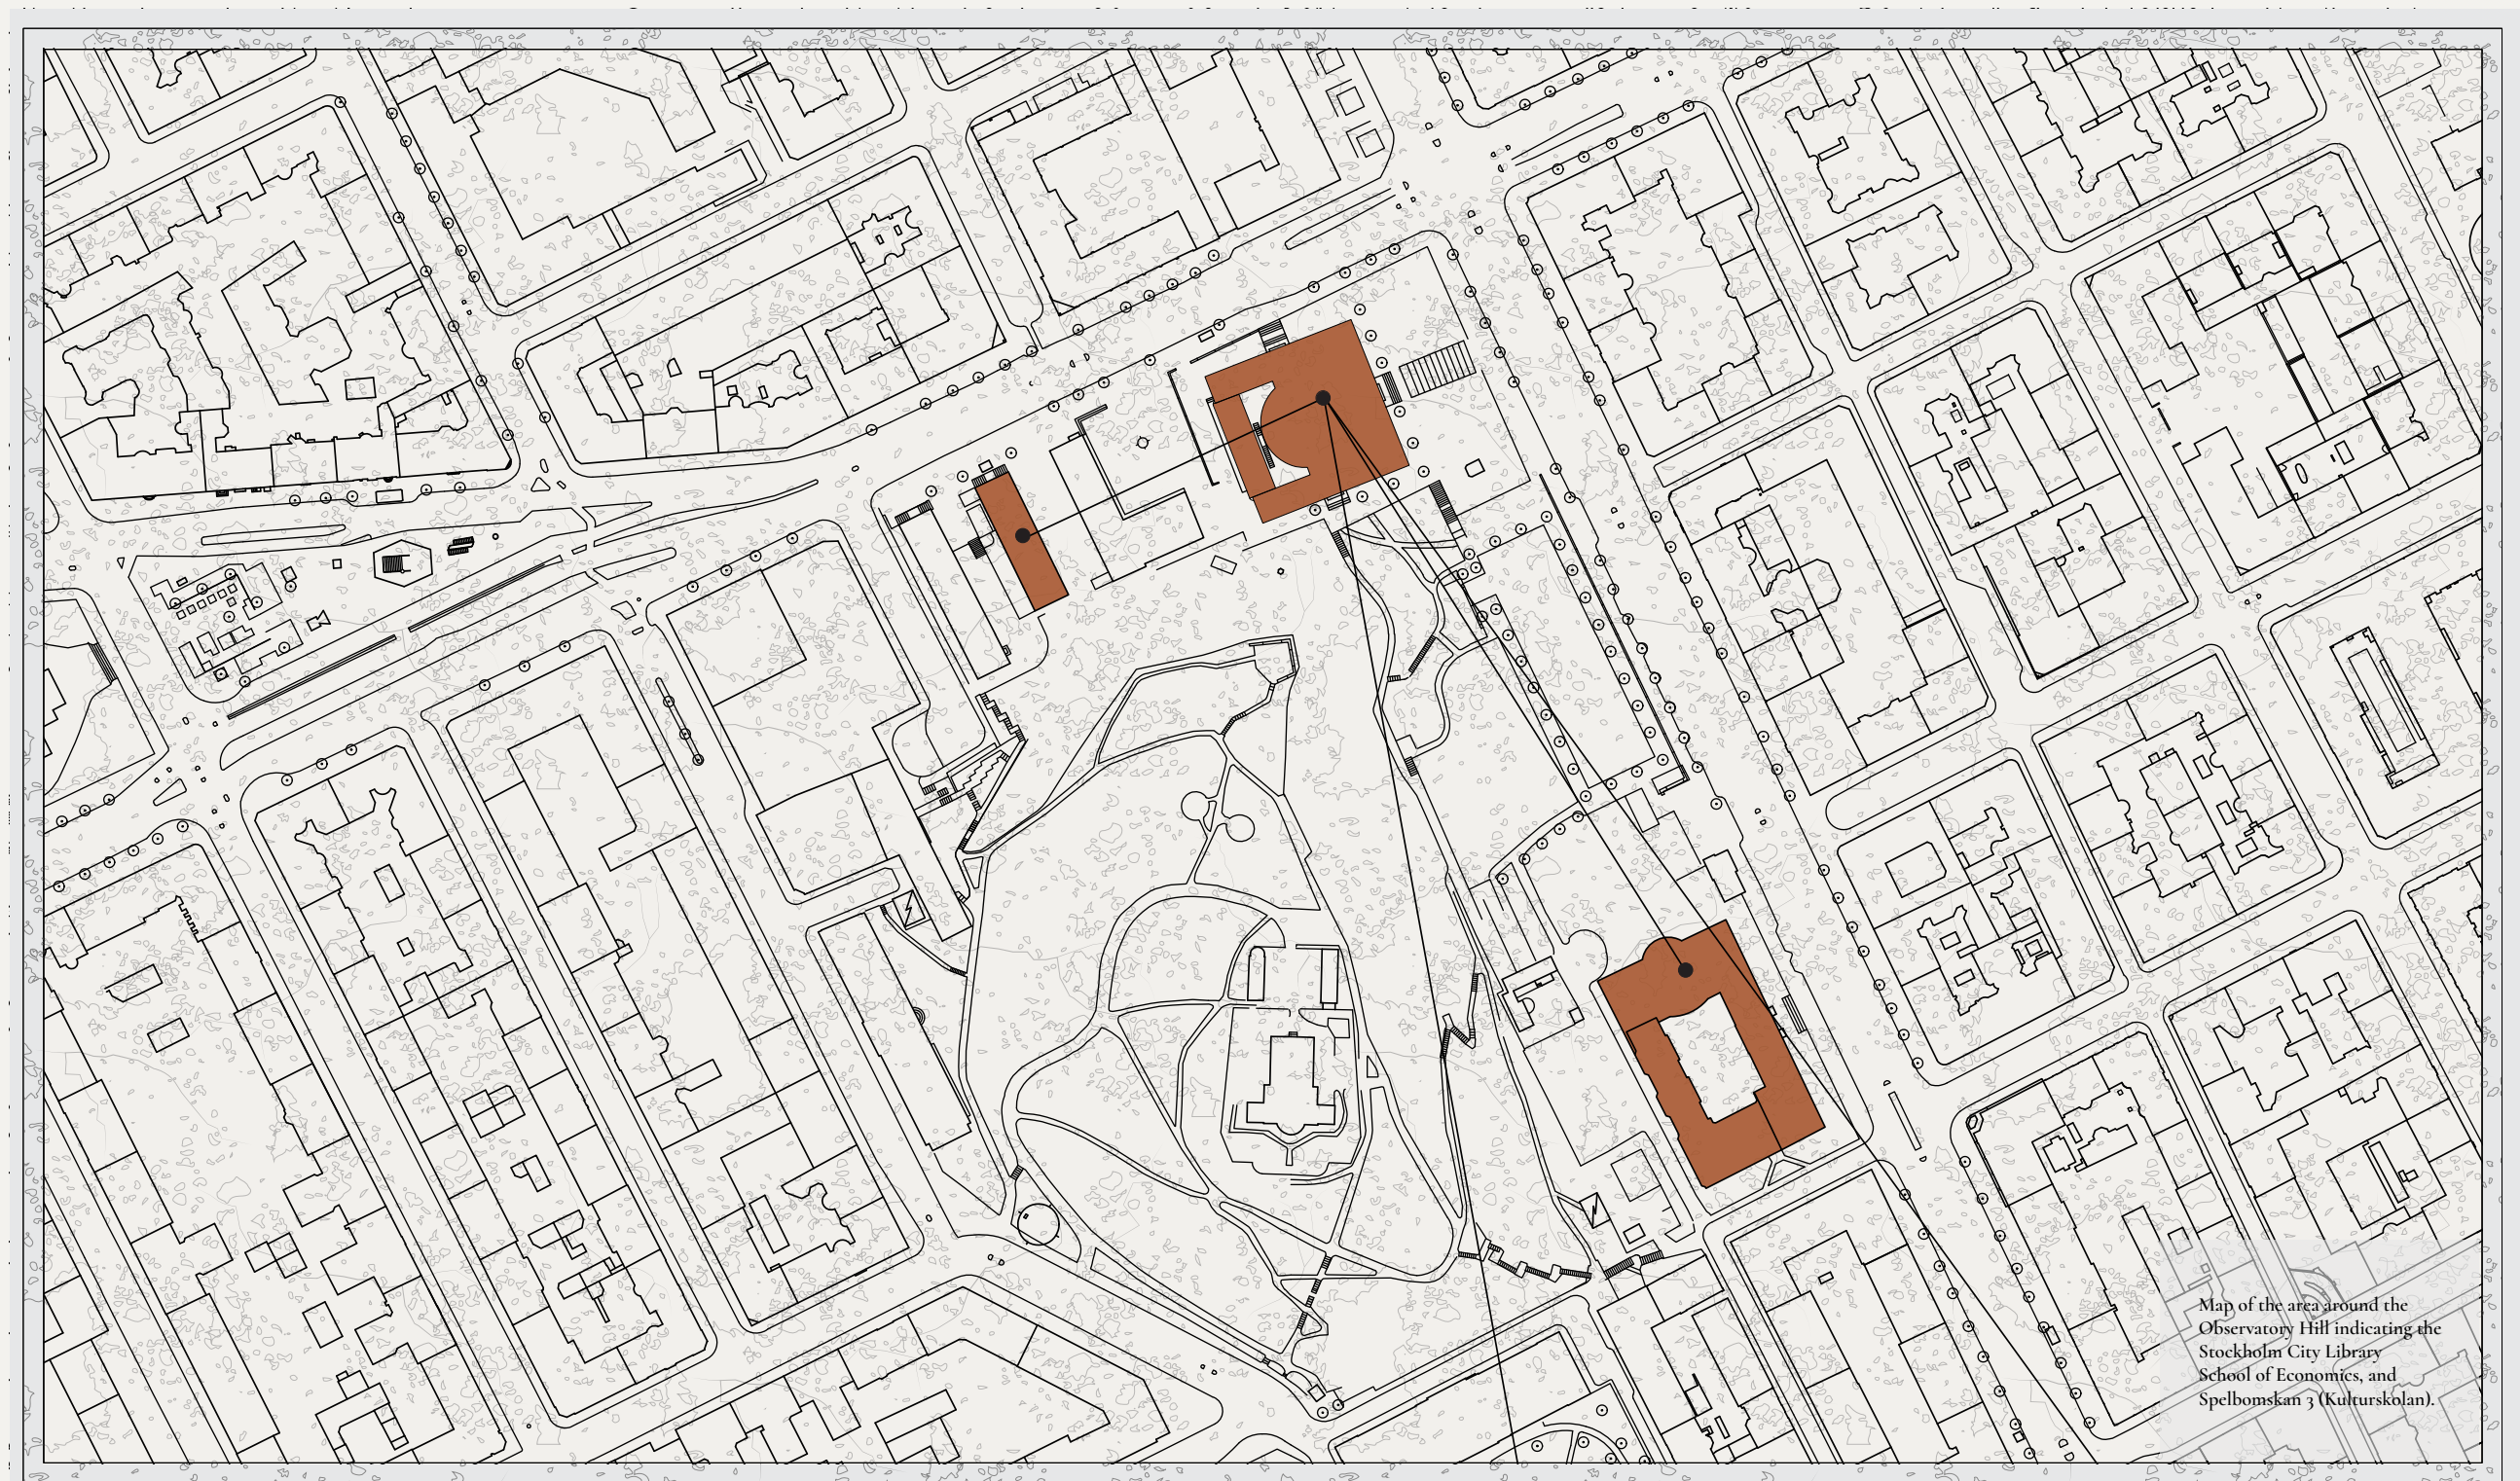 Map of the area around the
Observatory Hill indicating the
Stockholm City Library
School of Economics, and
Spelbomskan 3 (Kulturskolan).